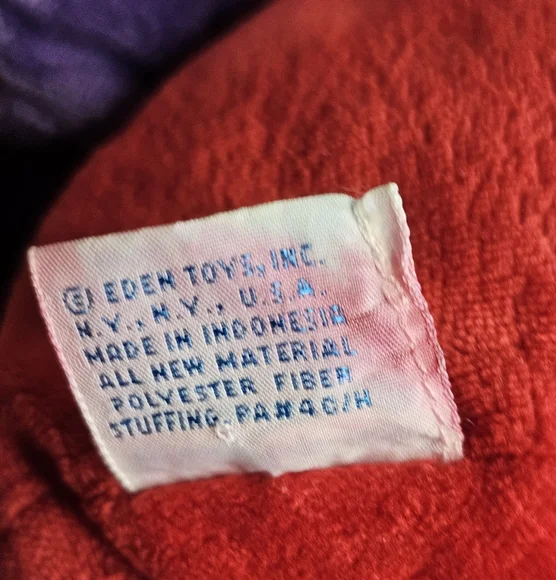 Ⓔ EDEN TOYS, INC.
N.Y., N.Y., U.S.A.
MADE IN INDONESIA
ALL NEW MATERIAL
POLYESTER FIBER
STUFFING, PA#40/H